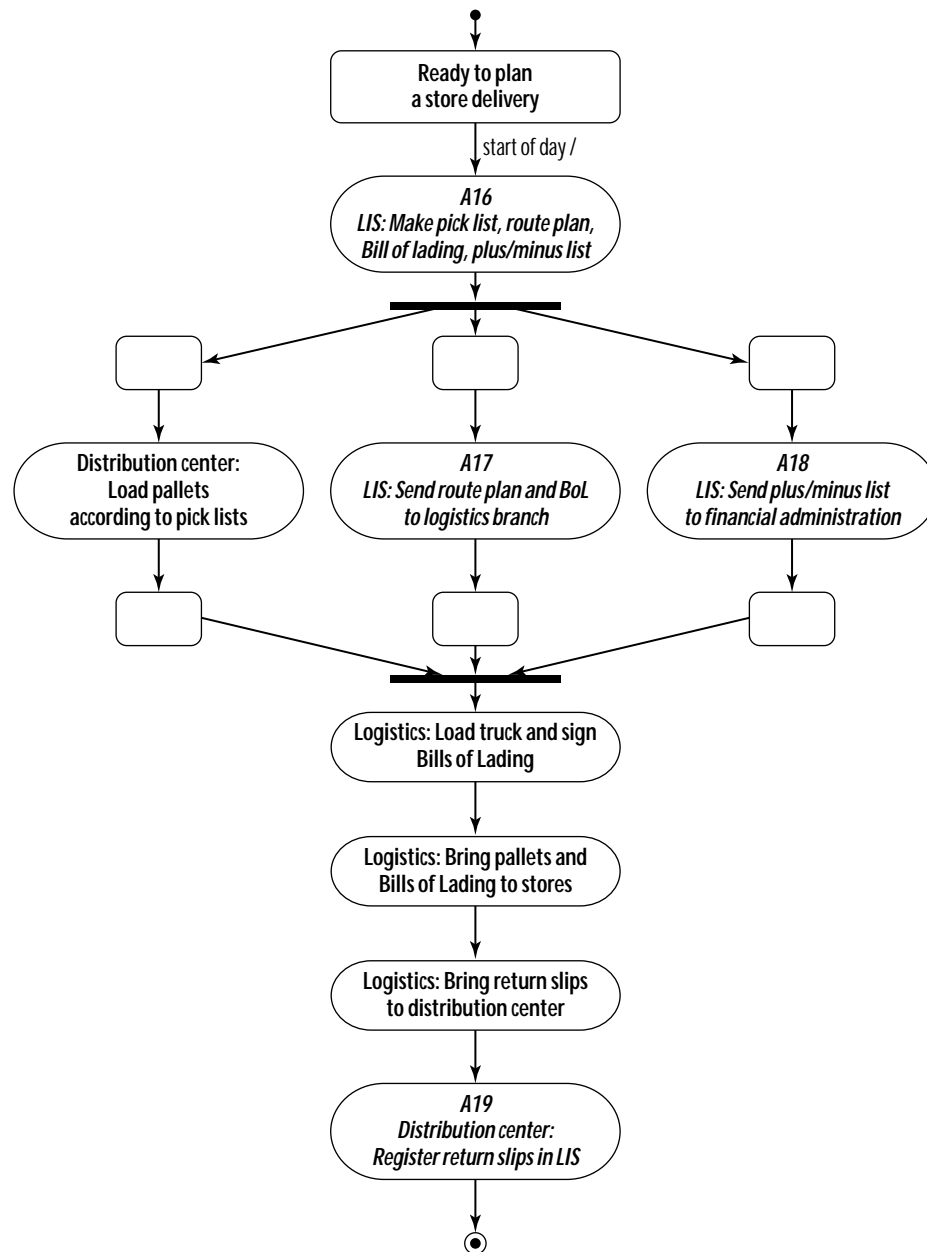 Ready to plan
a store delivery
start of day /
A16
LIS: Make pick list, route plan,
Bill of lading, plus/minus list
Distribution center:
Load pallets
according to pick lists
A17
LIS: Send route plan and BoL
to logistics branch
A18
LIS: Send plus/minus list
to financial administration
Logistics: Load truck and sign
Bills of Lading
Logistics: Bring pallets and
Bills of Lading to stores
Logistics: Bring return slips
to distribution center
A19
Distribution center:
Register return slips in LIS